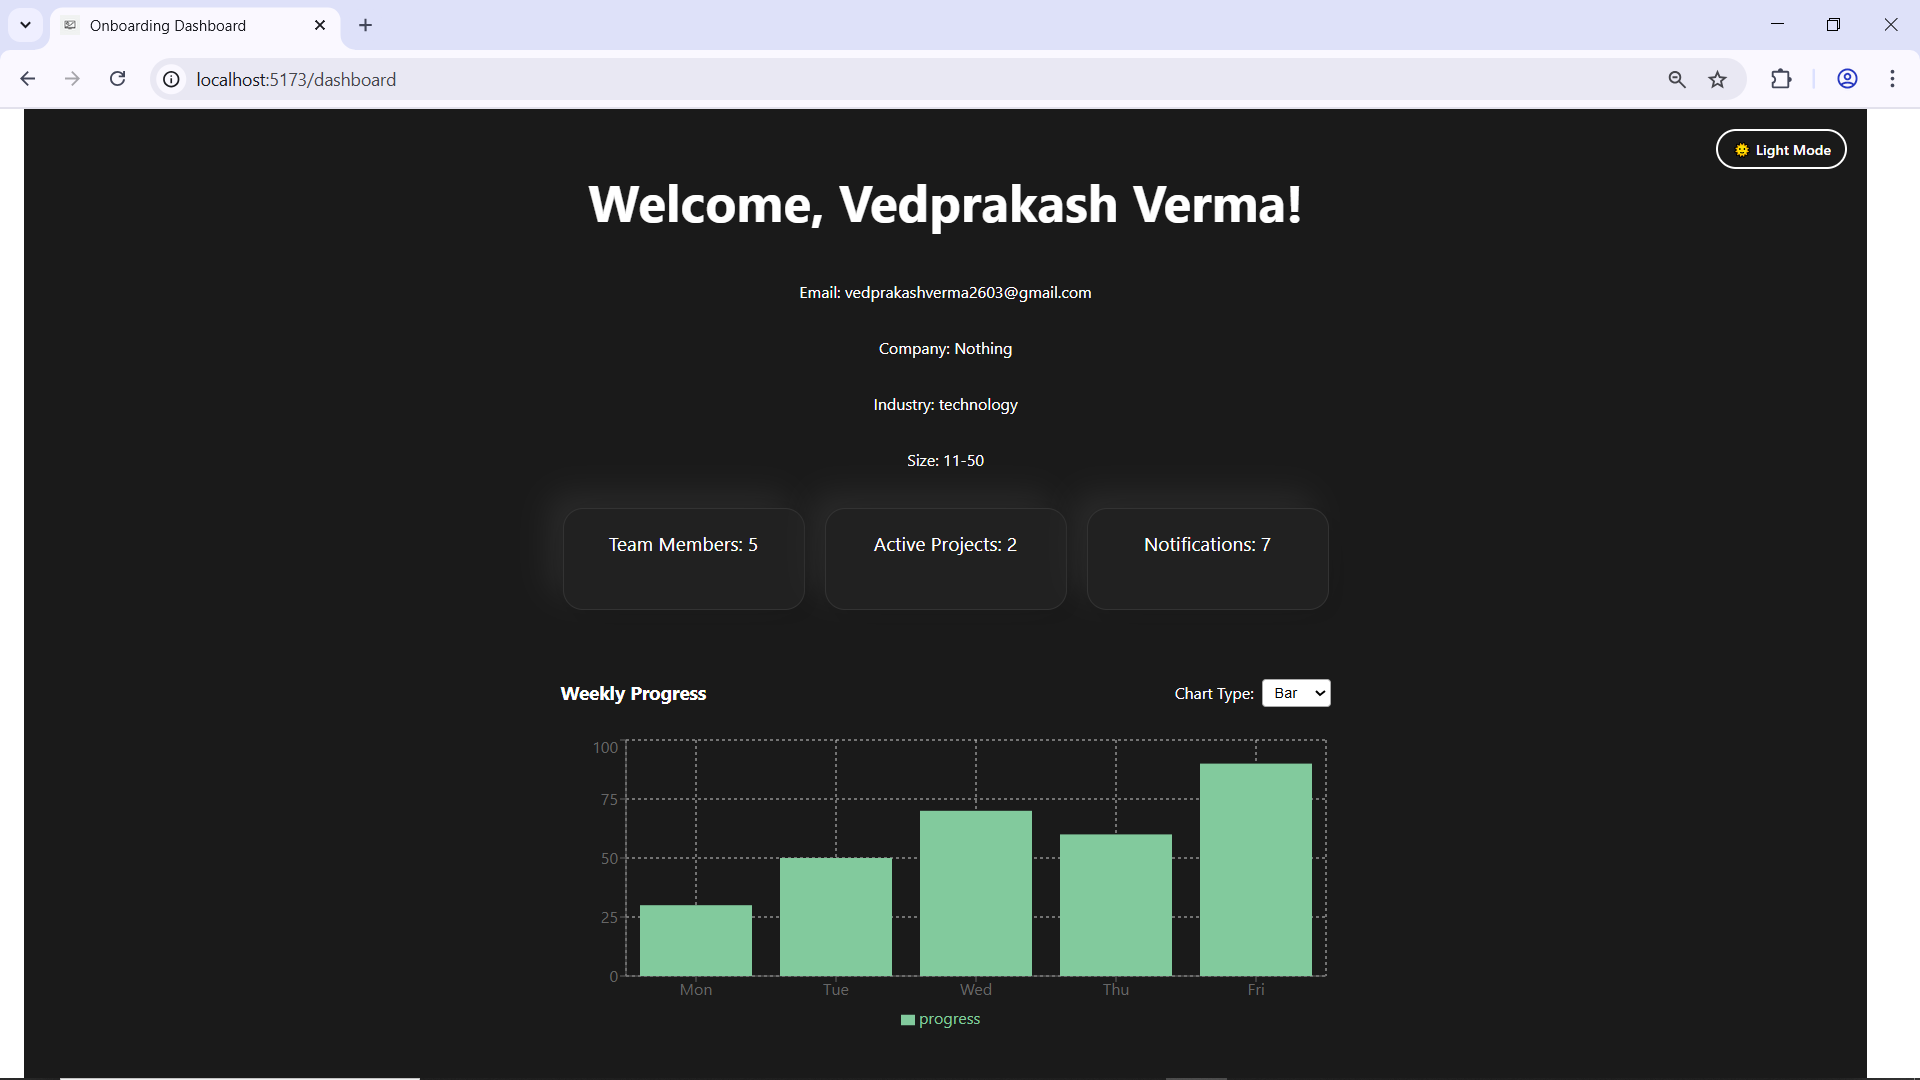 Onboarding Dashboard
localhost:5173/dashboard
Light Mode
Welcome, Vedprakash Verma!
Email: vedprakashverma2603@gmail.com
Company: Nothing
Industry: technology
Size: 11-50
Team Members: 5
Active Projects: 2
Notifications: 7
Weekly Progress
Chart Type: Bar
100
75
50
25
0
Mon Tue Wed Thu Fri
progress